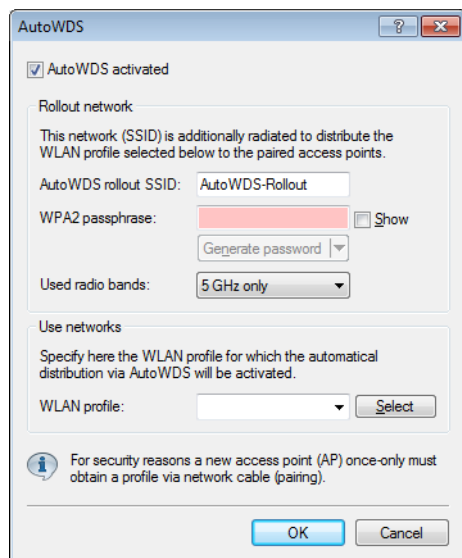 AutoWDS
AutoWDS activated
Rollout network
This network (SSID) is additionally radiated to distribute the
WLAN profile selected below to the paired access points.
AutoWDS rollout SSID: AutoWDS-Rollout
WPA2 passphrase: Show
Generate password
Used radio bands: 5 GHz only
Use networks
Specify here the WLAN profile for which the automatical
distribution via AutoWDS will be activated.
WLAN profile: Select
For security reasons a new access point (AP) once-only must
obtain a profile via network cable (pairing).
OK Cancel